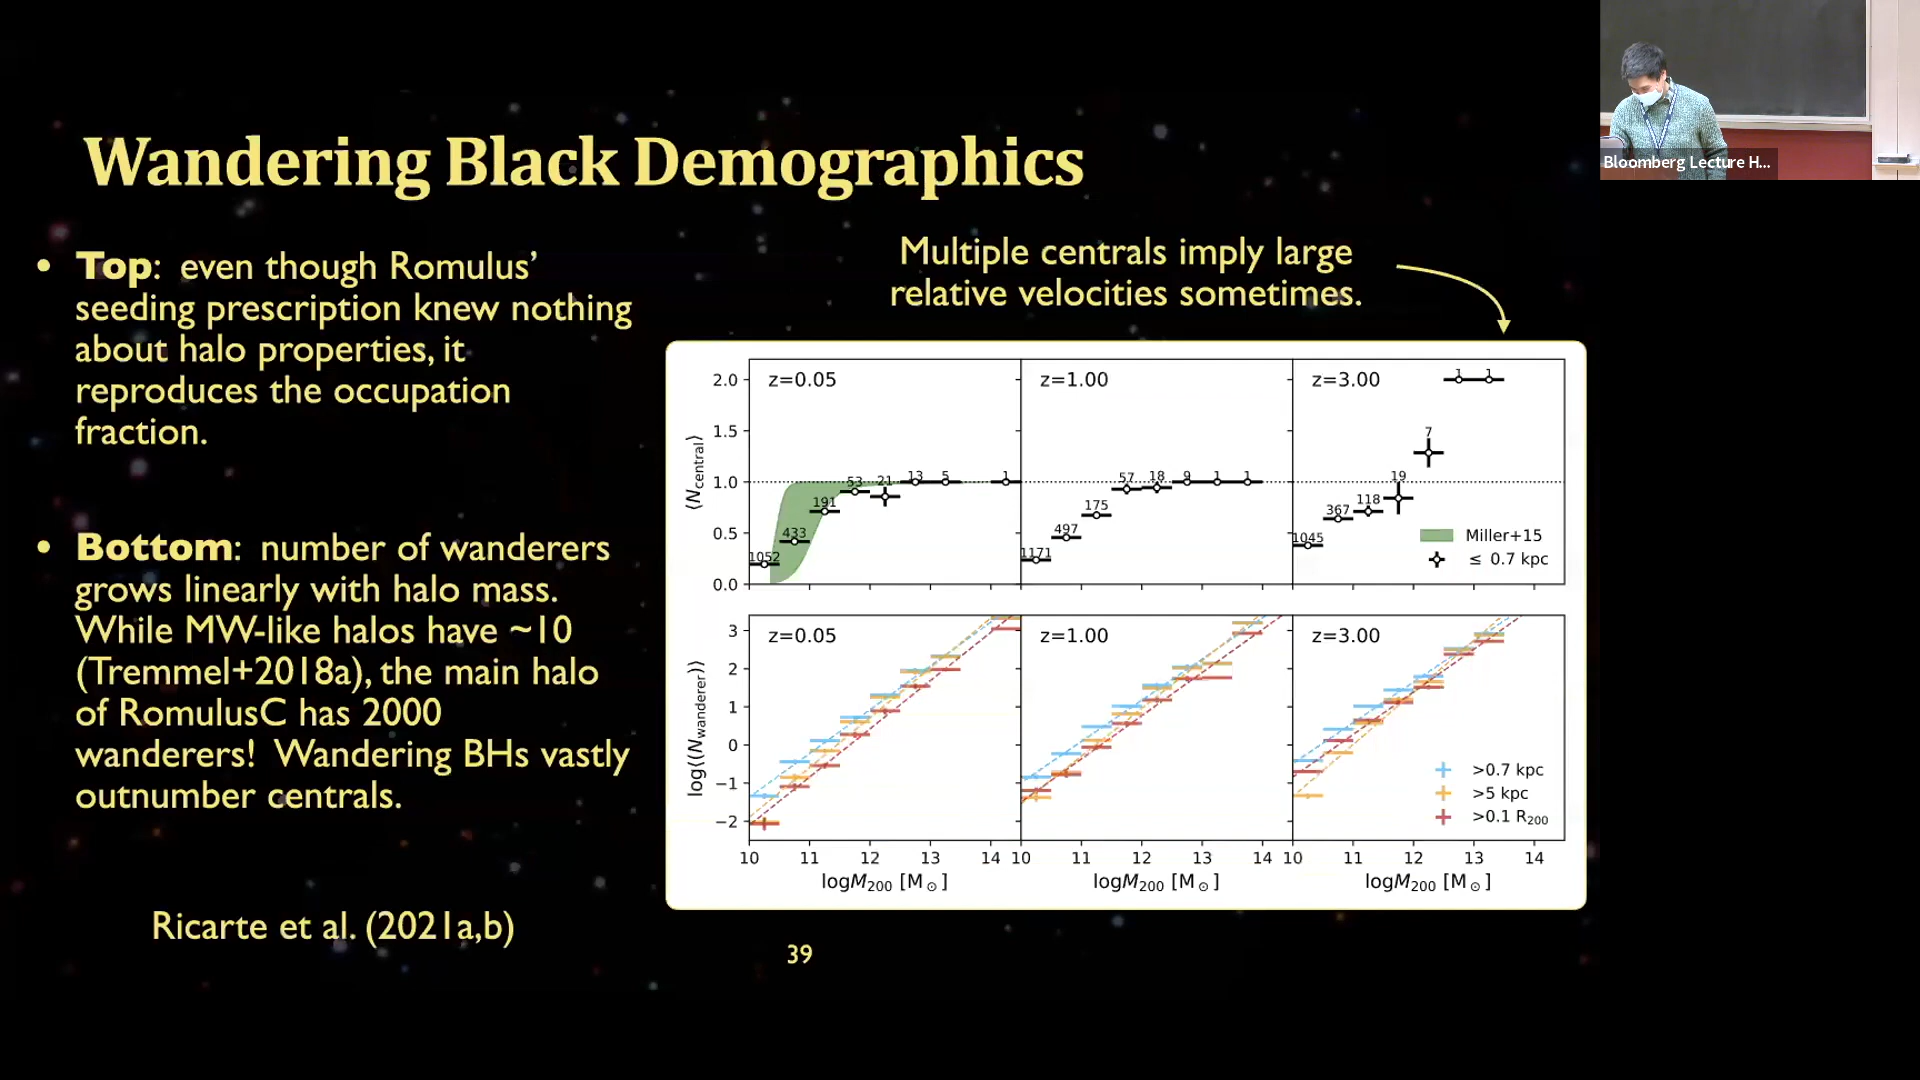 Wandering Black Demographics
• Top: even though Romulus’
seeding prescription knew nothing
about halo properties, it
reproduces the occupation
fraction.
• Bottom: number of wanderers
grows linearly with halo mass.
While MW-like halos have ~10
(Tremmel+2018a), the main halo
of RomulusC has 2000
wanderers! Wandering BHs vastly
outnumber centrals.
Ricarte et al. (2021a,b)
Multiple centrals imply large
relative velocities sometimes.
⟨N_central⟩
2.0
1.5
1.0
0.5
0.0
z=0.05
1052 433 191 53 21 13 5 1
z=1.00
1171 497 175 57 18 9 1 1
z=3.00
1045 367 118 19 7 1 1
Miller+15
≤ 0.7 kpc
log(⟨N_wanderer⟩)
3
2
1
0
−1
−2
z=0.05
z=1.00
z=3.00
>0.7 kpc
>5 kpc
>0.1 R₂₀₀
10 11 12 13 14 10 11 12 13 14 10 11 12 13 14
logM₂₀₀ [M⊙] logM₂₀₀ [M⊙] logM₂₀₀ [M⊙]
39
Bloomberg Lecture H...